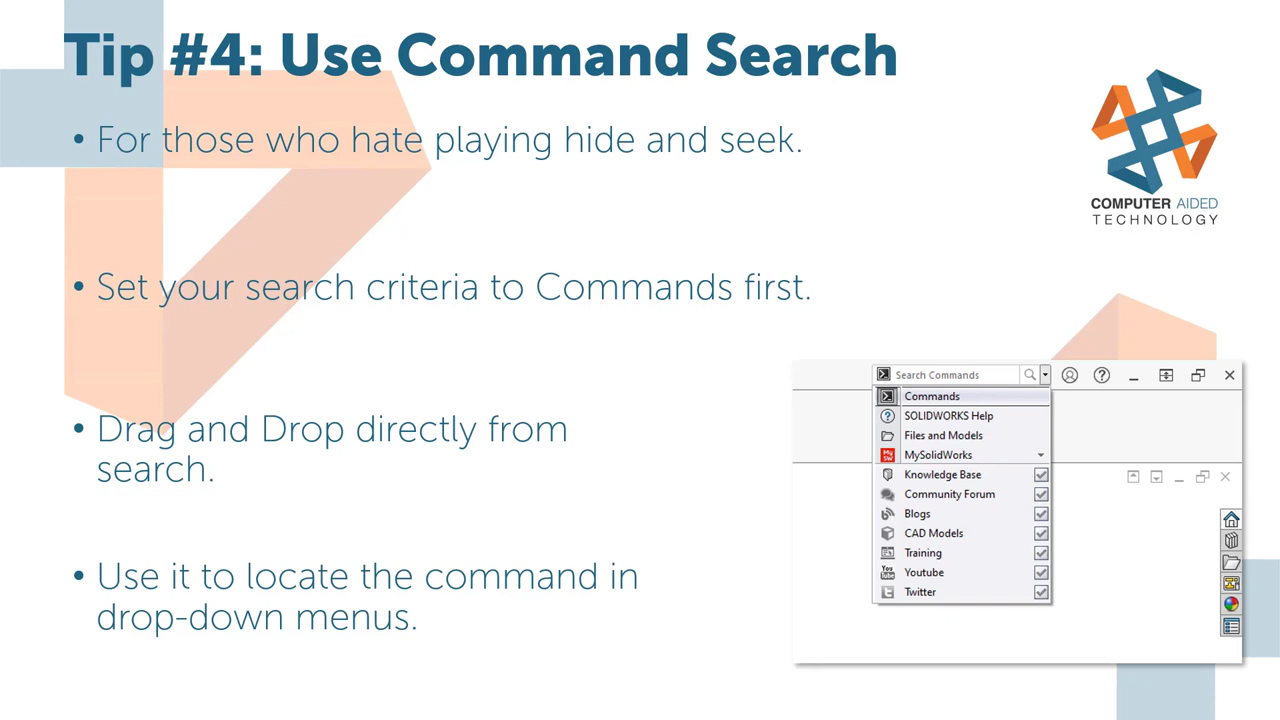 Tip #4: Use Command Search
• For those who hate playing hide and seek.
COMPUTER AIDED
TECHNOLOGY
• Set your search criteria to Commands first.
• Drag and Drop directly from
search.
• Use it to locate the command in
drop-down menus.
Search Commands
Commands
SOLIDWORKS Help
Files and Models
MySolidWorks
Knowledge Base
Community Forum
Blogs
CAD Models
Training
Youtube
Twitter